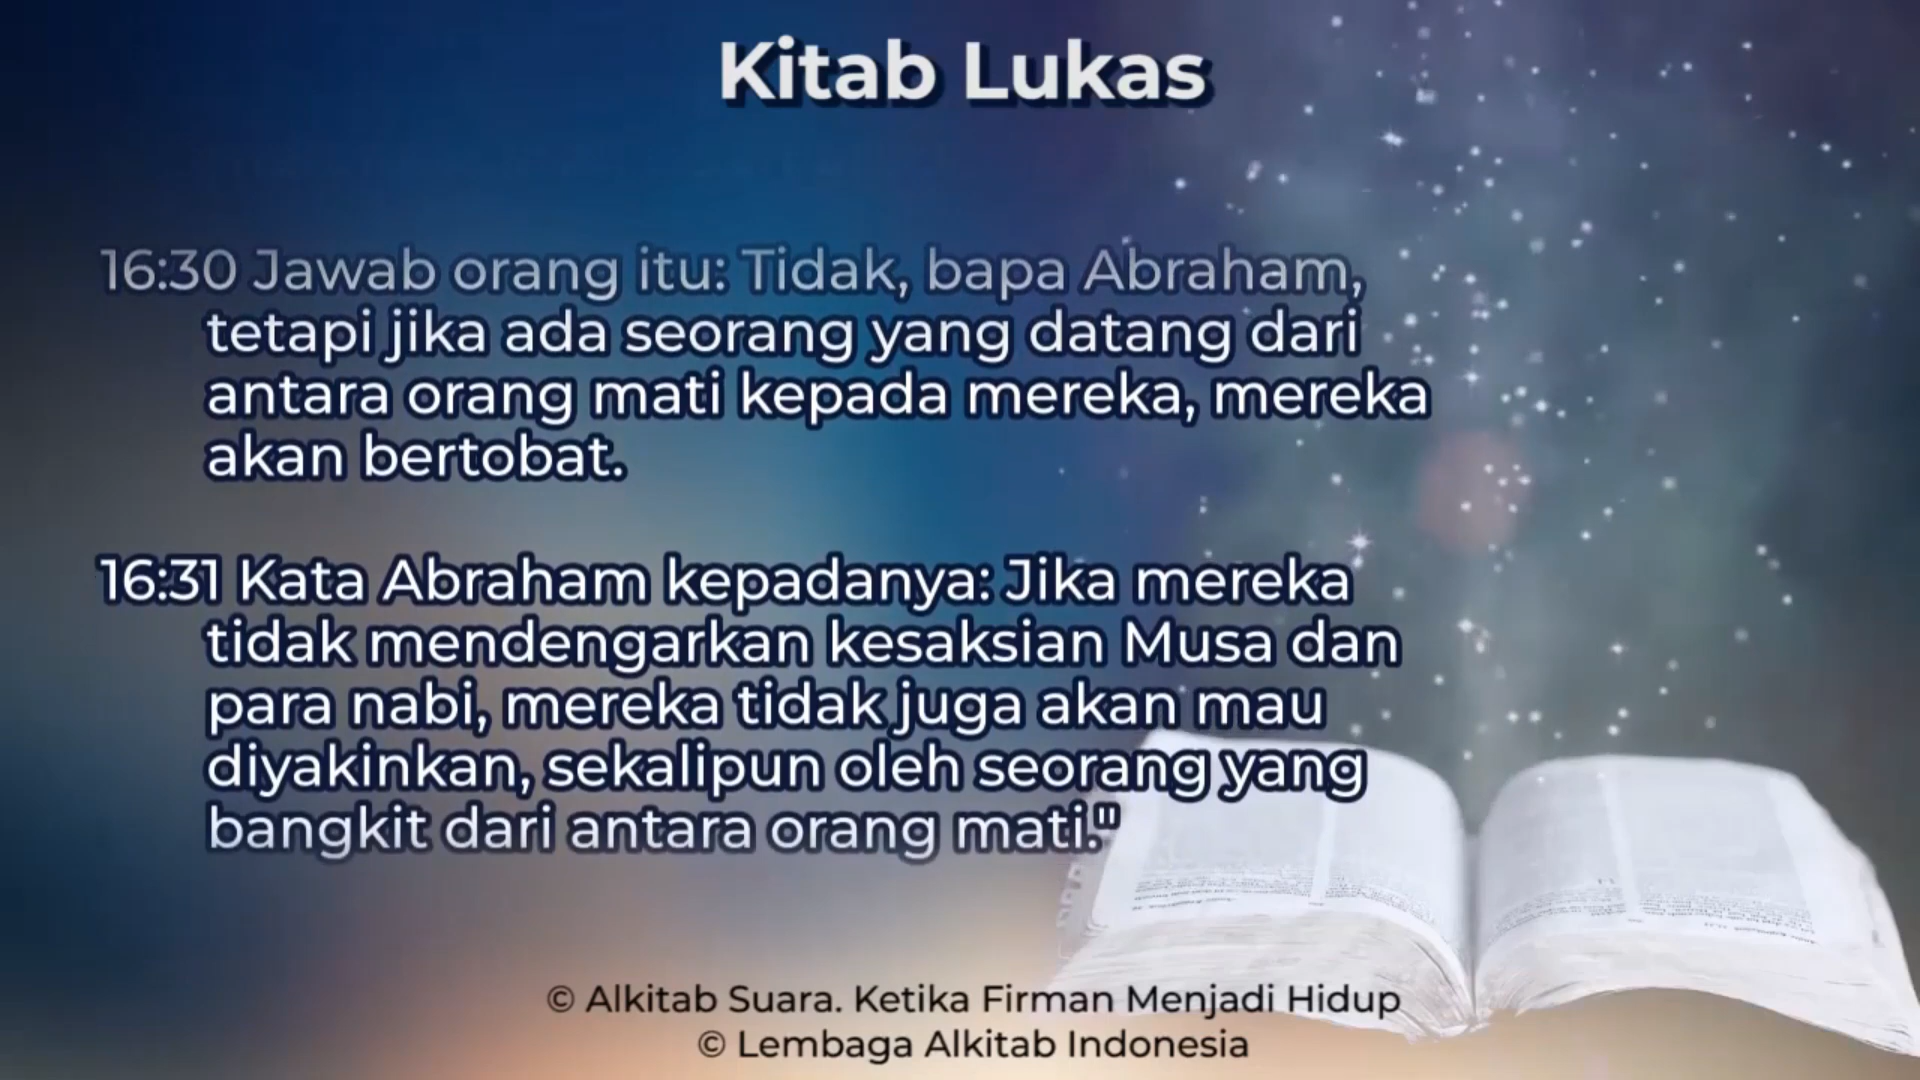 Kitab Lukas
16:30 Jawab orang itu: Tidak, bapa Abraham,
tetapi jika ada seorang yang datang dari
antara orang mati kepada mereka, mereka
akan bertobat.
16:31 Kata Abraham kepadanya: Jika mereka
tidak mendengarkan kesaksian Musa dan
para nabi, mereka tidak juga akan mau
diyakinkan, sekalipun oleh seorang yang
bangkit dari antara orang mati."
© Alkitab Suara. Ketika Firman Menjadi Hidup
© Lembaga Alkitab Indonesia